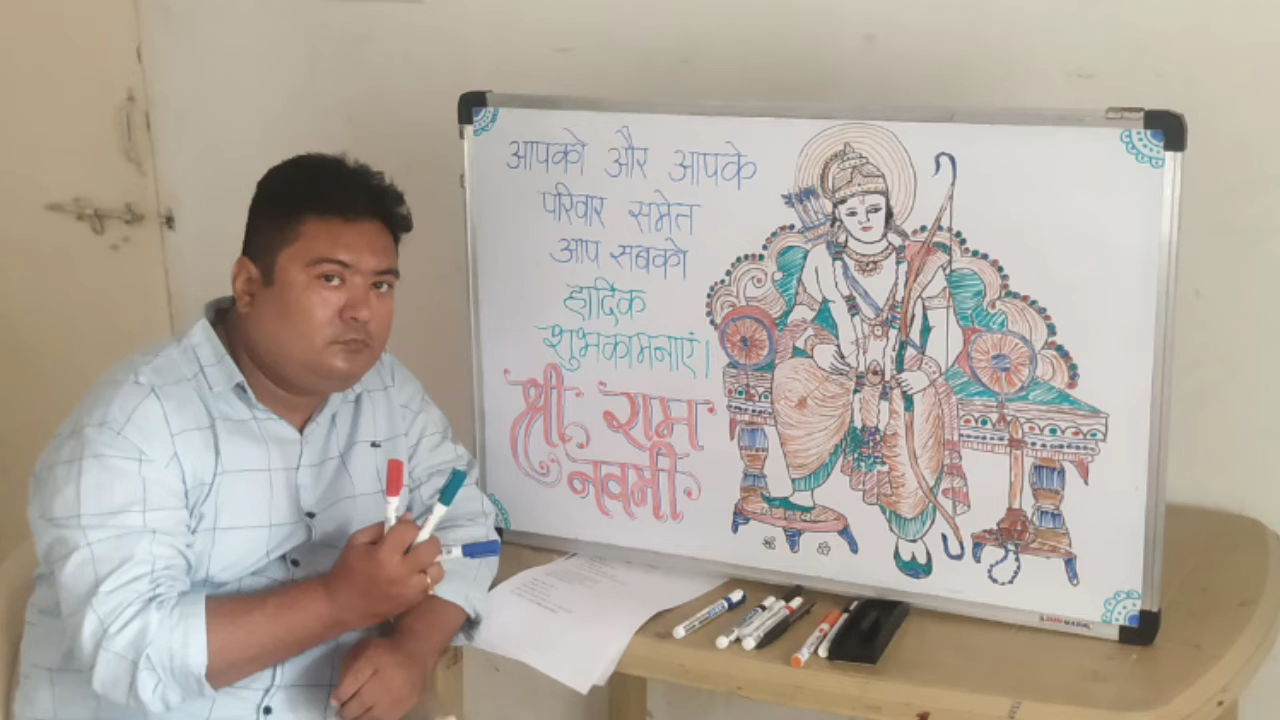 आपको और आपके
परिवार समेत
आप सबको
हार्दिक
शुभकामनाएं।
श्री राम
नवमी